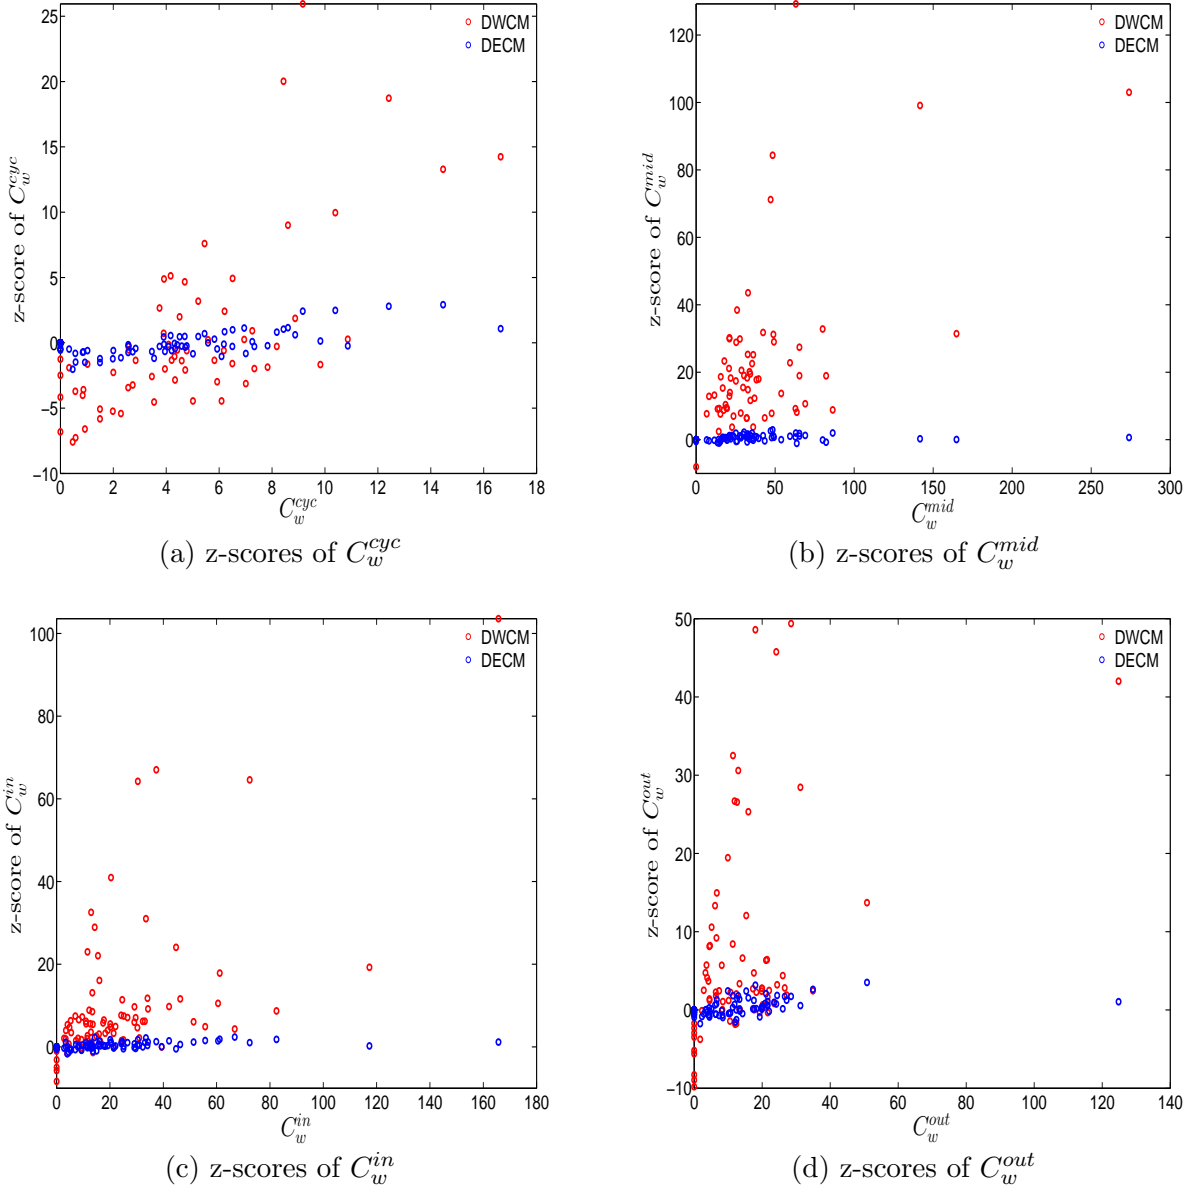 25
20
15
10
5
0
−5
−10
0 2 4 6 8 10 12 14 16 18
z-score of C_w^{cyc}
C_w^{cyc}
DWCM
DECM
(a) z-scores of C_w^{cyc}
120
100
80
60
40
20
0
0 50 100 150 200 250 300
z-score of C_w^{mid}
C_w^{mid}
DWCM
DECM
(b) z-scores of C_w^{mid}
100
80
60
40
20
0
0 20 40 60 80 100 120 140 160 180
z-score of C_w^{in}
C_w^{in}
DWCM
DECM
(c) z-scores of C_w^{in}
50
40
30
20
10
0
−10
0 20 40 60 80 100 120 140
z-score of C_w^{out}
C_w^{out}
DWCM
DECM
(d) z-scores of C_w^{out}